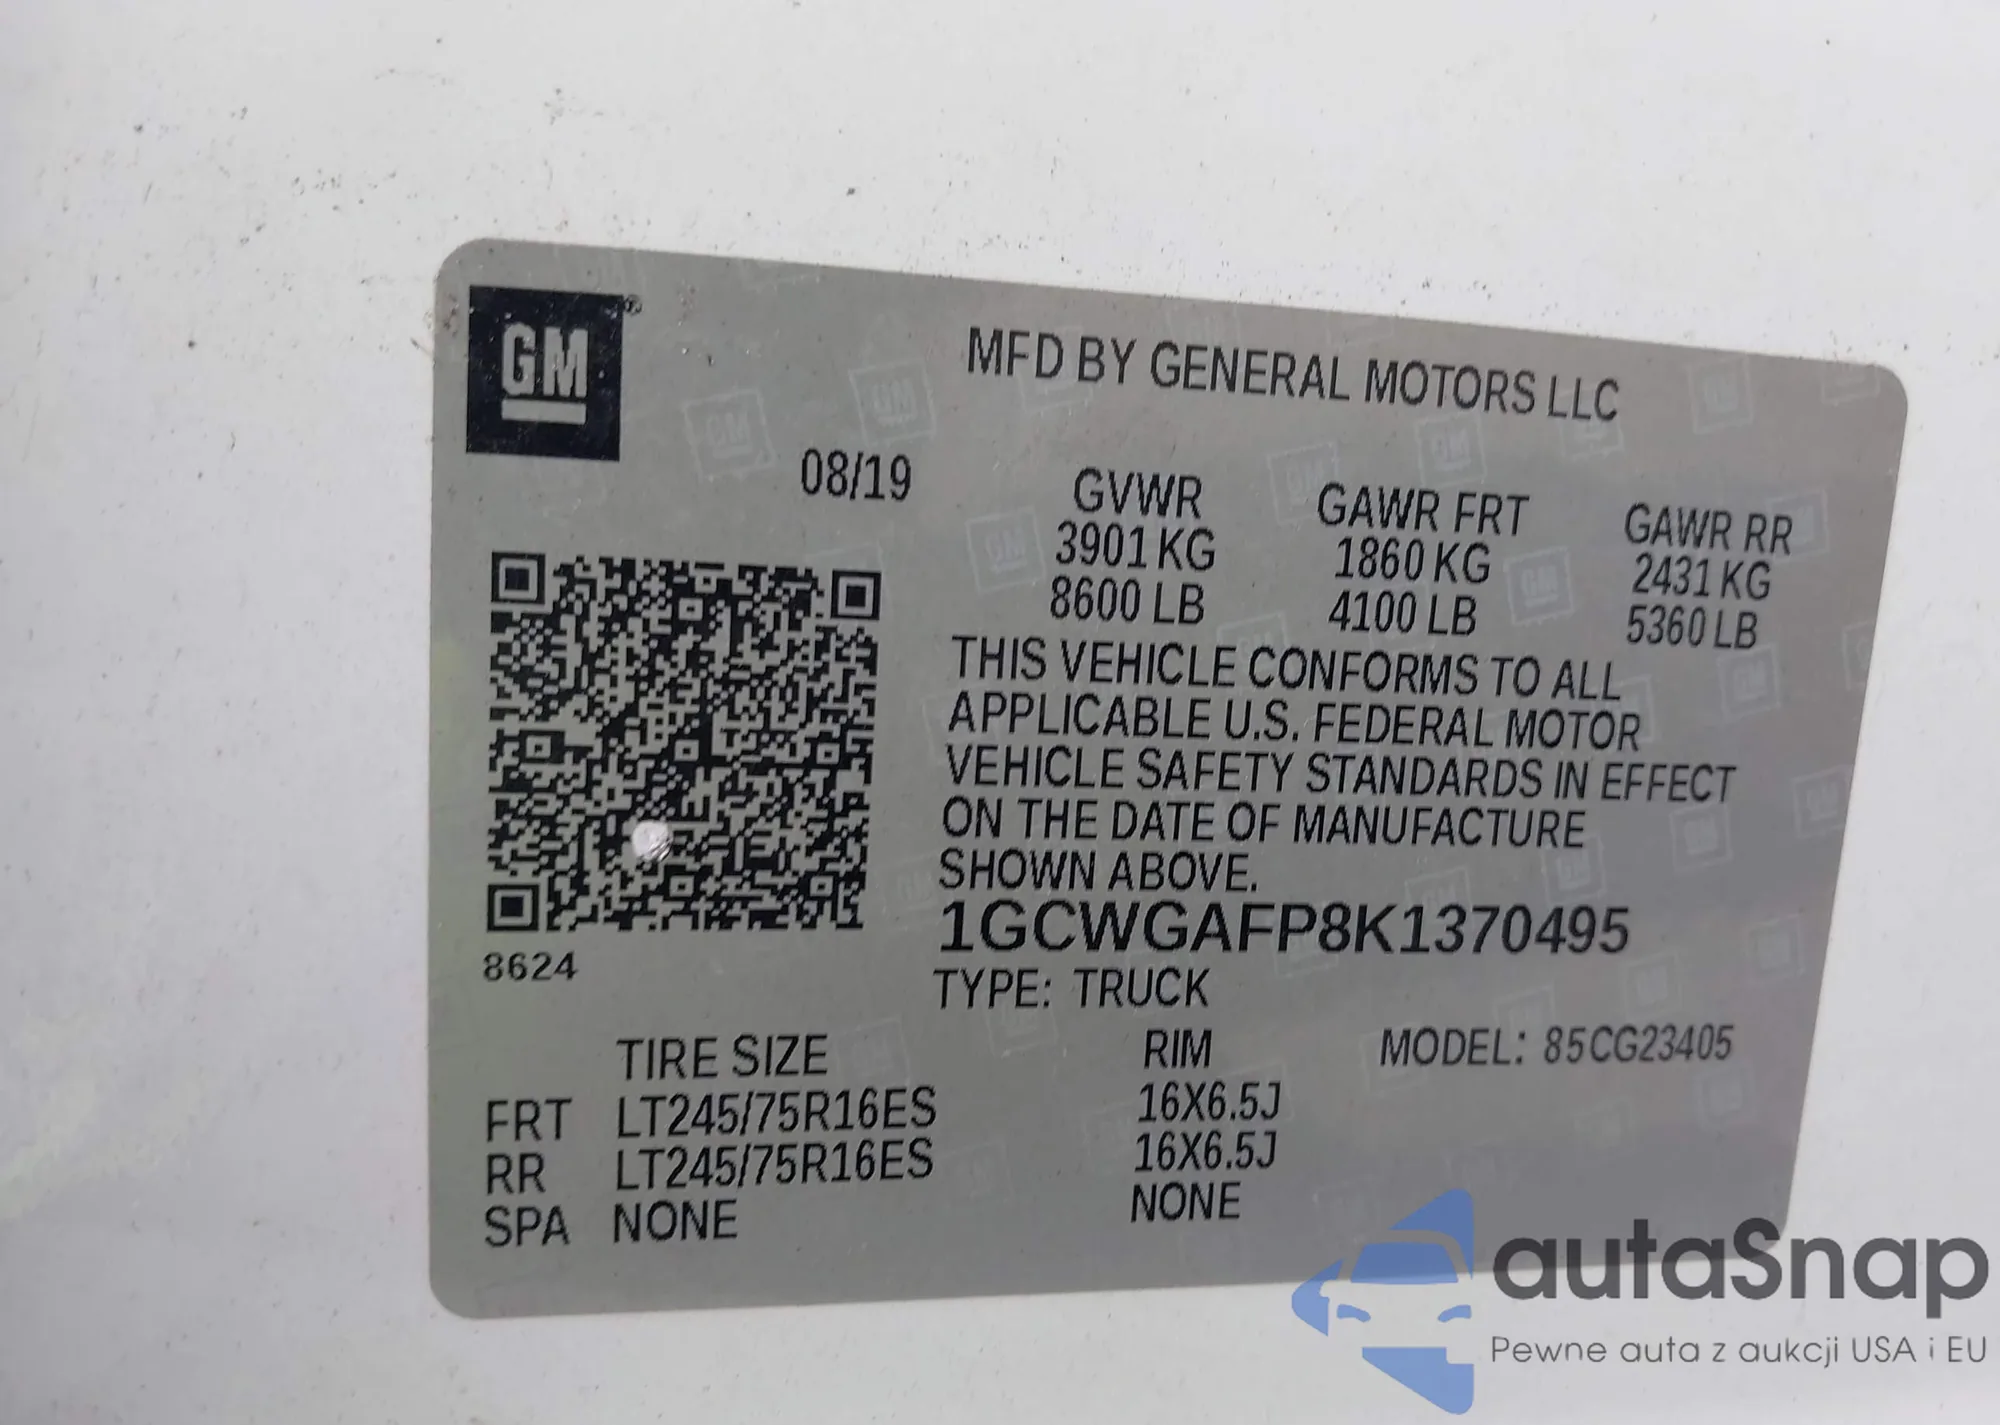 GM
MFD BY GENERAL MOTORS LLC
08/19
GVWR GAWR FRT GAWR RR
3901 KG 1860 KG 2431 KG
8600 LB 4100 LB 5360 LB
THIS VEHICLE CONFORMS TO ALL
APPLICABLE U.S. FEDERAL MOTOR
VEHICLE SAFETY STANDARDS IN EFFECT
ON THE DATE OF MANUFACTURE
SHOWN ABOVE.
1GCWGAFP8K1370495
8624
TYPE: TRUCK
TIRE SIZE RIM MODEL: 85CG23405
FRT LT245/75R16ES 16X6.5J
RR LT245/75R16ES 16X6.5J
SPA NONE NONE
autaSnap
Pewne auta z aukcji USA i EU